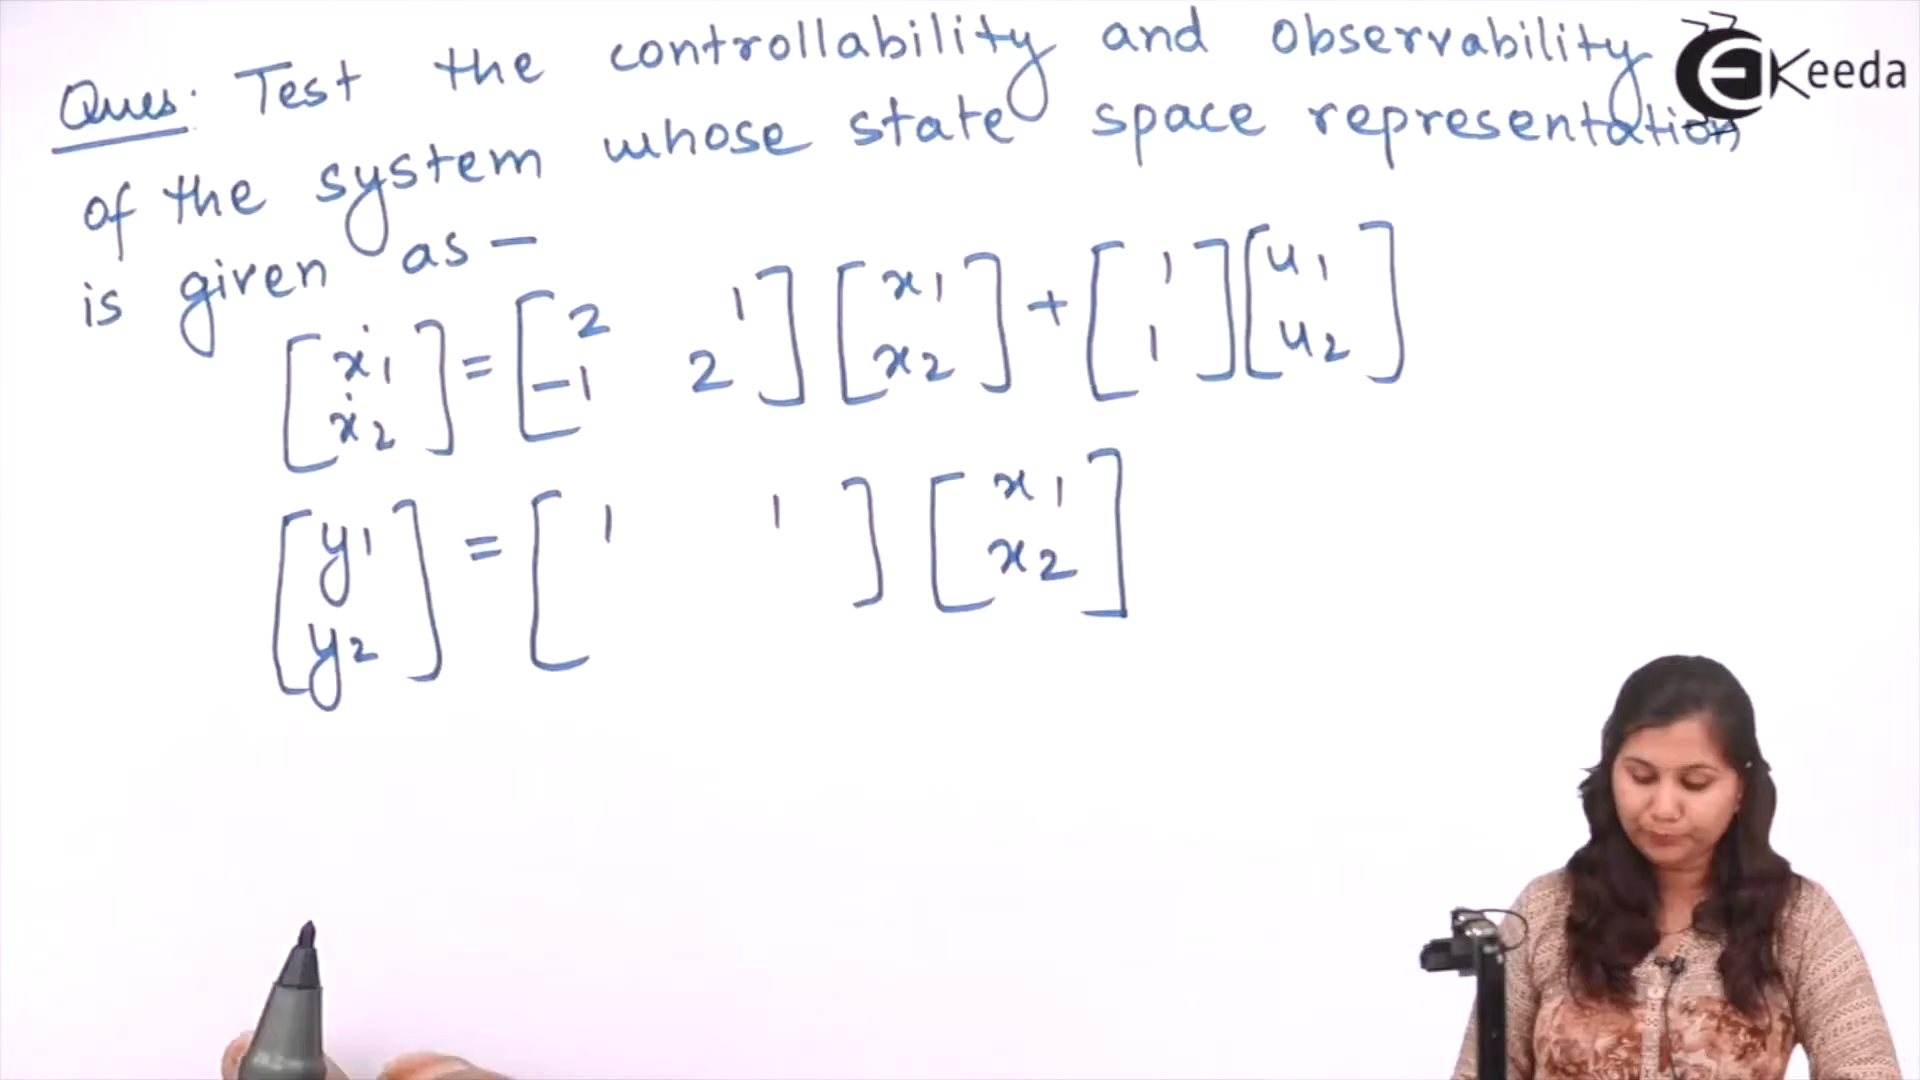 Ques: Test the controllability and observability
of the system whose state space representation
is given as -
[ẋ1 ẋ2] = [2 1 -1 2] [x1 x2] + [1 1] [u1 u2]
[y1 y2] = [1 1] [x1 x2]
EKeeda